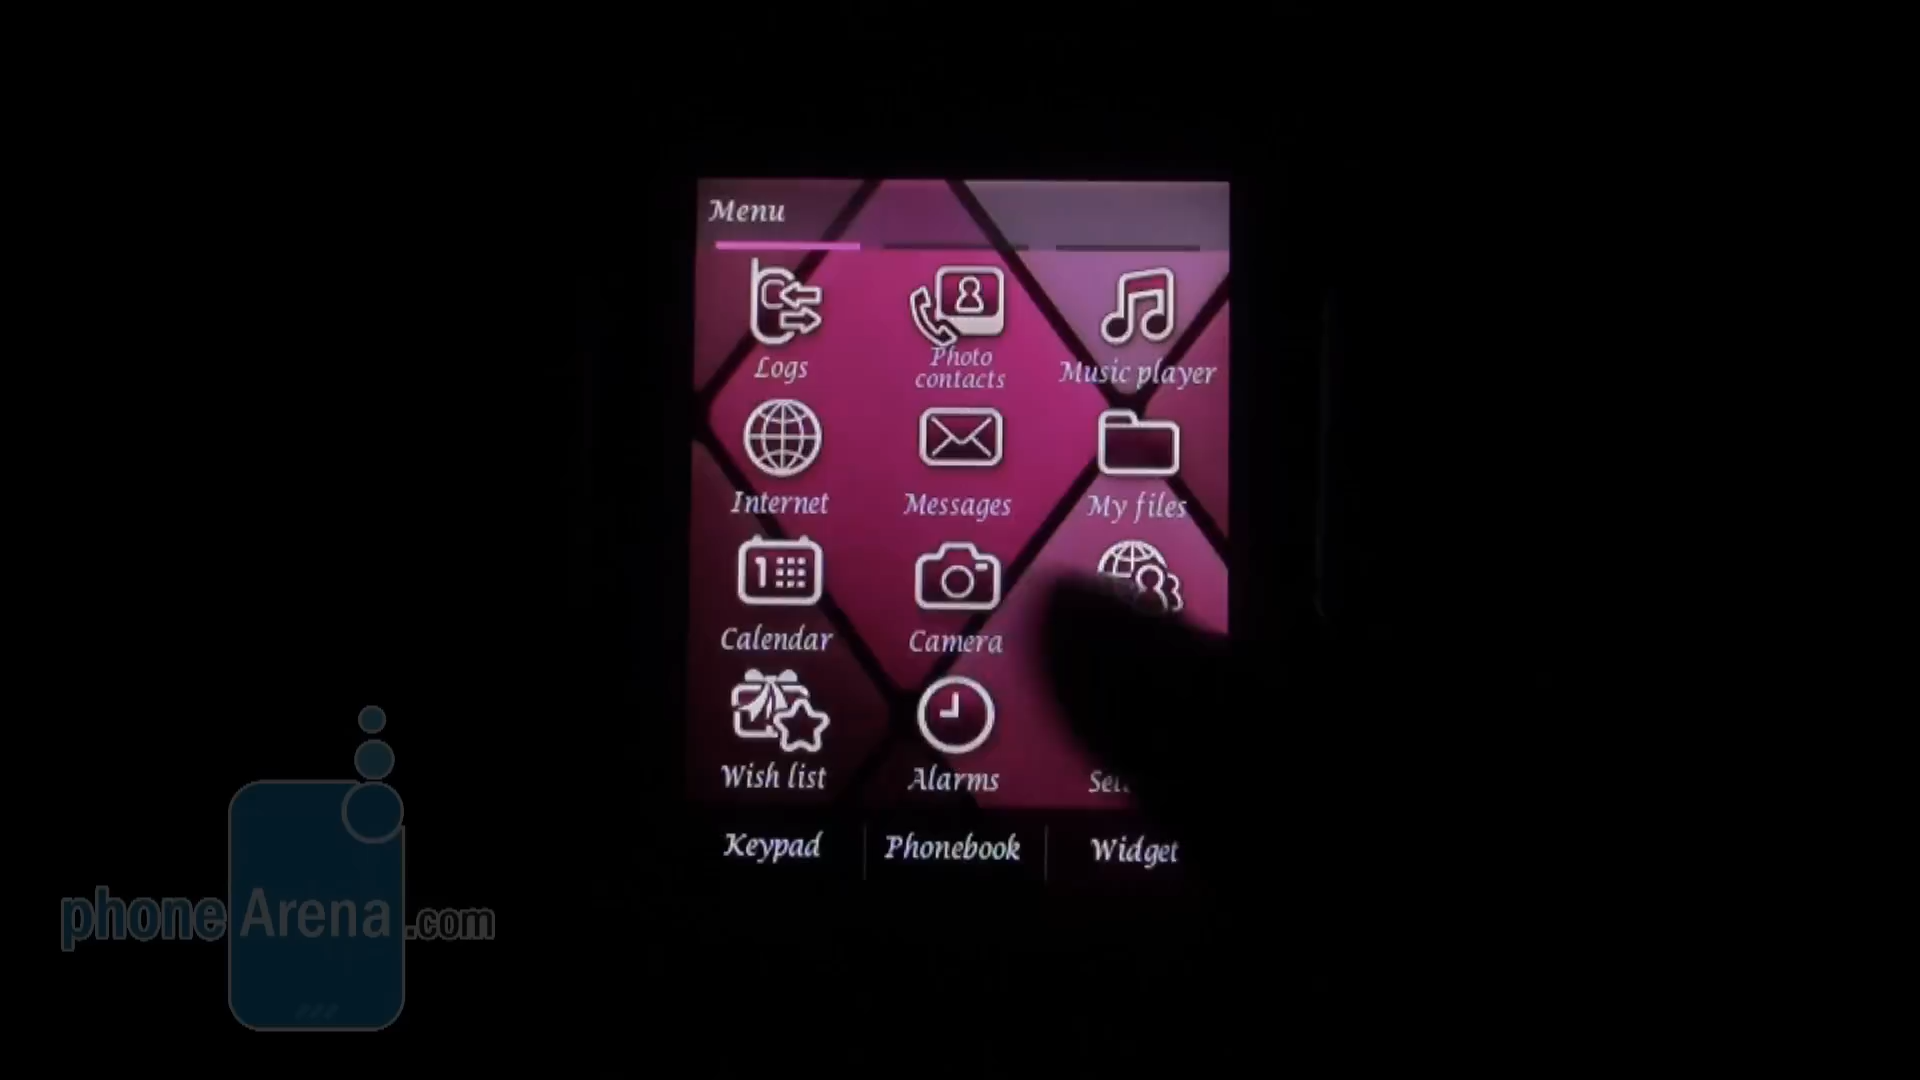 Menu
Logs
Photo
contacts
Music player
Internet
Messages
My files
1
Calendar
Camera
Wish list
Alarms
Keypad
Phonebook
Widget
phoneArena.com